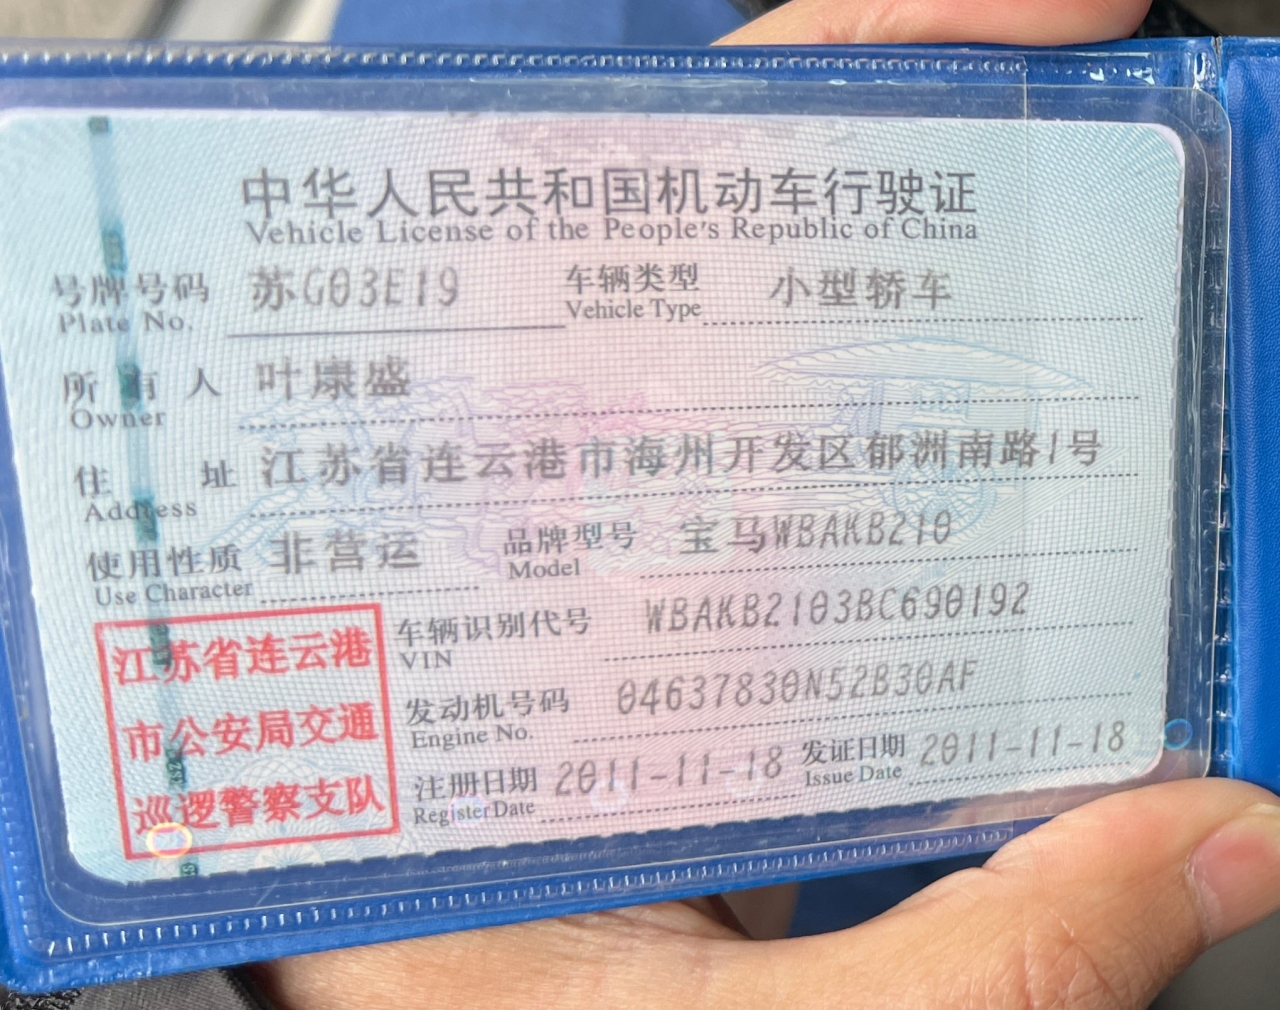 中华人民共和国机动车行驶证
Vehicle License of the People's Republic of China
号牌号码 苏G03E19 车辆类型 小型轿车
Plate No. Vehicle Type
所有人 叶康盛
Owner
住址 江苏省连云港市海州开发区郁洲南路1号
Address
使用性质 非营运 品牌型号 宝马WBAKB210
Use Character Model
江苏省连云港
市公安局交通
巡逻警察支队
车辆识别代号 WBAKB2103BC690192
VIN
发动机号码 04637830N52B30AF
Engine No.
注册日期 2011-11-18 发证日期 2011-11-18
Register Date Issue Date